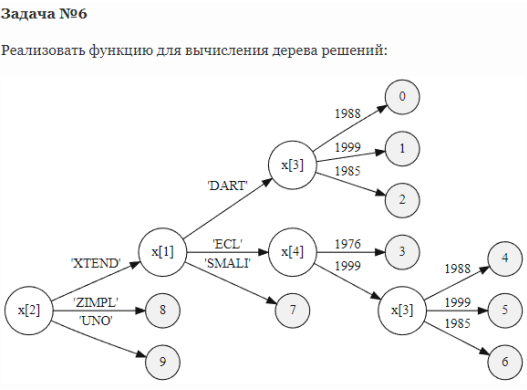 Задача №6
Реализовать функцию для вычисления дерева решений:
0
1988
1999
1
x[3]
1985
2
'DART'
x[1]
'ECL'
x[4]
1976
3
4
'XTEND'
'SMALI'
1999
1988
x[2]
'ZIMPL'
8
7
x[3]
1999
5
'UNO'
1985
9
6